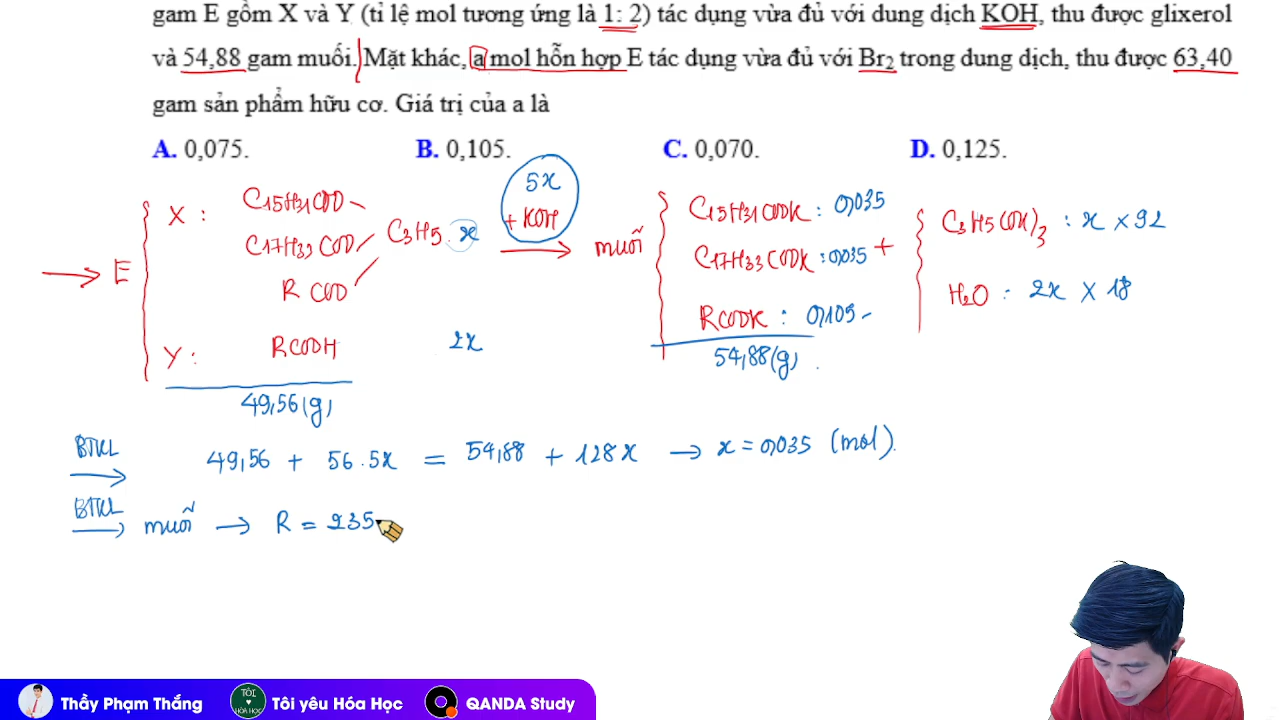 gam E gồm X và Y (tỉ lệ mol tương ứng là 1: 2) tác dụng vừa đủ với dung dịch KOH, thu được glixerol
và 54,88 gam muối. Mặt khác, a mol hỗn hợp E tác dụng vừa đủ với Br₂ trong dung dịch, thu được 63,40
gam sản phẩm hữu cơ. Giá trị của a là
A. 0,075. B. 0,105. C. 0,070. D. 0,125.
E
X : C15H31COO
C17H33COO C3H5 . x
R COO
Y : RCOOH 2x
49,56(g)
5x
+ KOH
muối
C15H31COOK : 0,035
C17H33COOK : 0,035 +
RCOOK : 0,105
54,88(g)
C3H5(OH)3 : x × 92
H2O : 2x × 18
BTKL
49,56 + 56.5x = 54,88 + 128x → x = 0,035 (mol).
BTKL
muối → R = 235
Thầy Phạm Thắng
TÔI
HÓA HỌC
Tôi yêu Hóa Học
QANDA Study